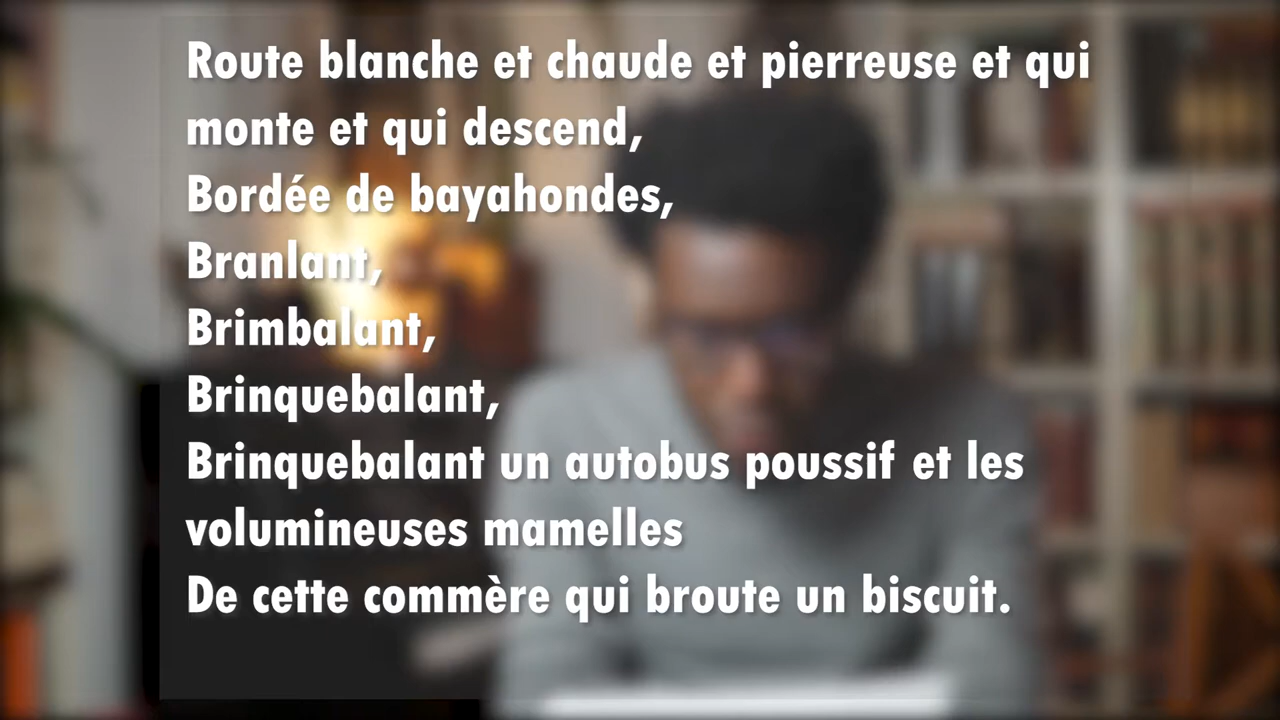 Route blanche et chaude et pierreuse et qui
monte et qui descend,
Bordée de bayahondes,
Branlant,
Brimbalant,
Brinquebalant,
Brinquebalant un autobus poussif et les
volumineuses mamelles
De cette commère qui broute un biscuit.